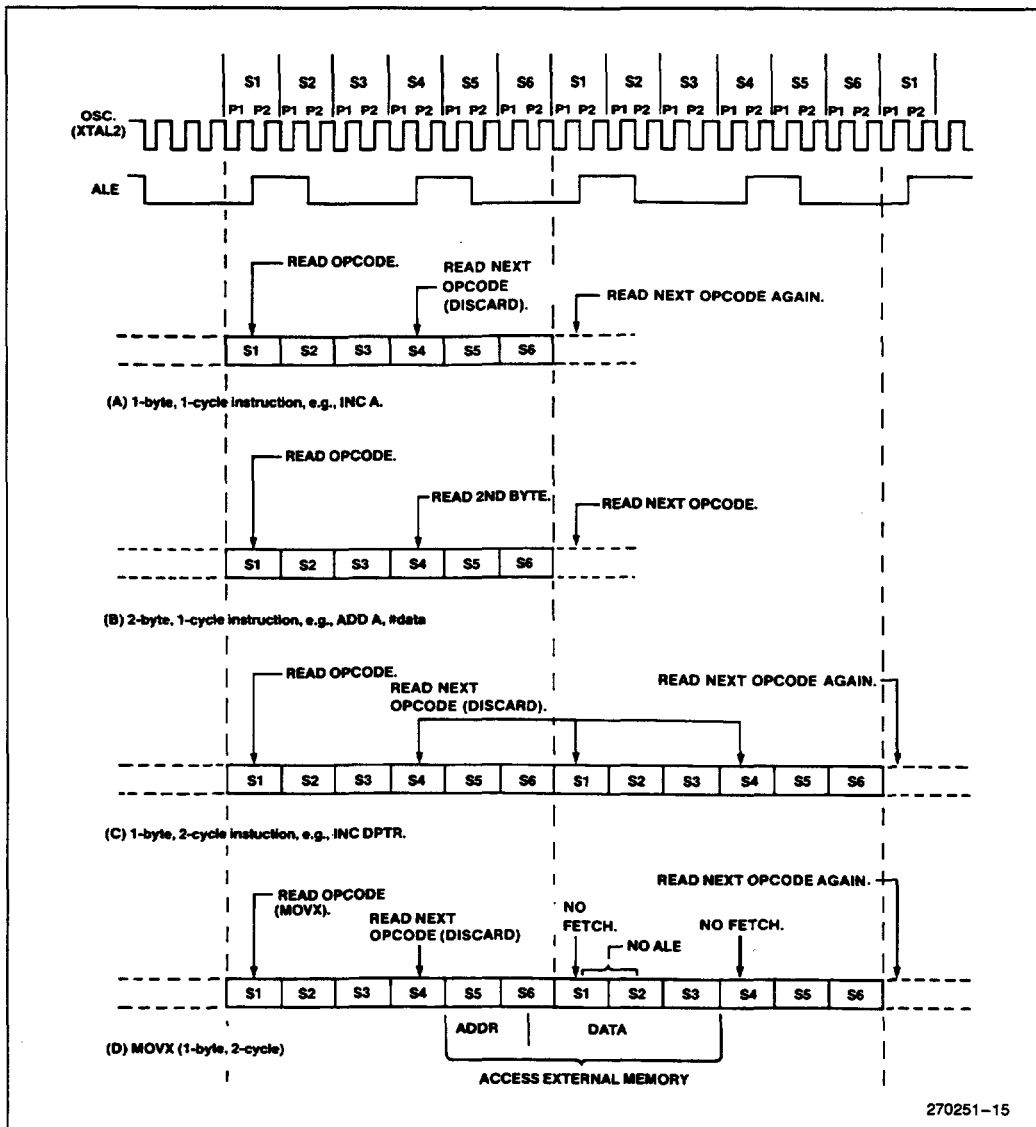 S1 S2 S3 S4 S5 S6 S1 S2 S3 S4 S5 S6 S1
P1 P2 P1 P2 P1 P2 P1 P2 P1 P2 P1 P2 P1 P2 P1 P2 P1 P2 P1 P2 P1 P2 P1 P2 P1 P2
OSC.
(XTAL2)
ALE
READ OPCODE.
READ NEXT
OPCODE
(DISCARD).
READ NEXT OPCODE AGAIN.
S1 S2 S3 S4 S5 S6
(A) 1-byte, 1-cycle instruction, e.g., INC A.
READ OPCODE.
READ 2ND BYTE.
READ NEXT OPCODE.
S1 S2 S3 S4 S5 S6
(B) 2-byte, 1-cycle instruction, e.g., ADD A, #data
READ OPCODE.
READ NEXT
OPCODE (DISCARD).
READ NEXT OPCODE AGAIN.
S1 S2 S3 S4 S5 S6 S1 S2 S3 S4 S5 S6
(C) 1-byte, 2-cycle instuction, e.g., INC DPTR.
READ OPCODE
(MOVX).
READ NEXT
OPCODE (DISCARD)
NO
FETCH.
NO ALE
NO FETCH.
READ NEXT OPCODE AGAIN.
S1 S2 S3 S4 S5 S6 S1 S2 S3 S4 S5 S6
ADDR DATA
(D) MOVX (1-byte, 2-cycle)
ACCESS EXTERNAL MEMORY
270251-15